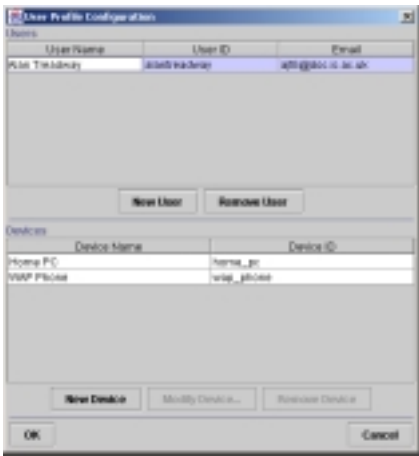 User Profile Configuration
Users
User Name User ID Email
Alan Treadway alantreadway
New User Remove User
Devices
Device Name Device ID
Home PC home_pc
WAP Phone wap_phone
New Device Modify Device... Remove Device
OK Cancel